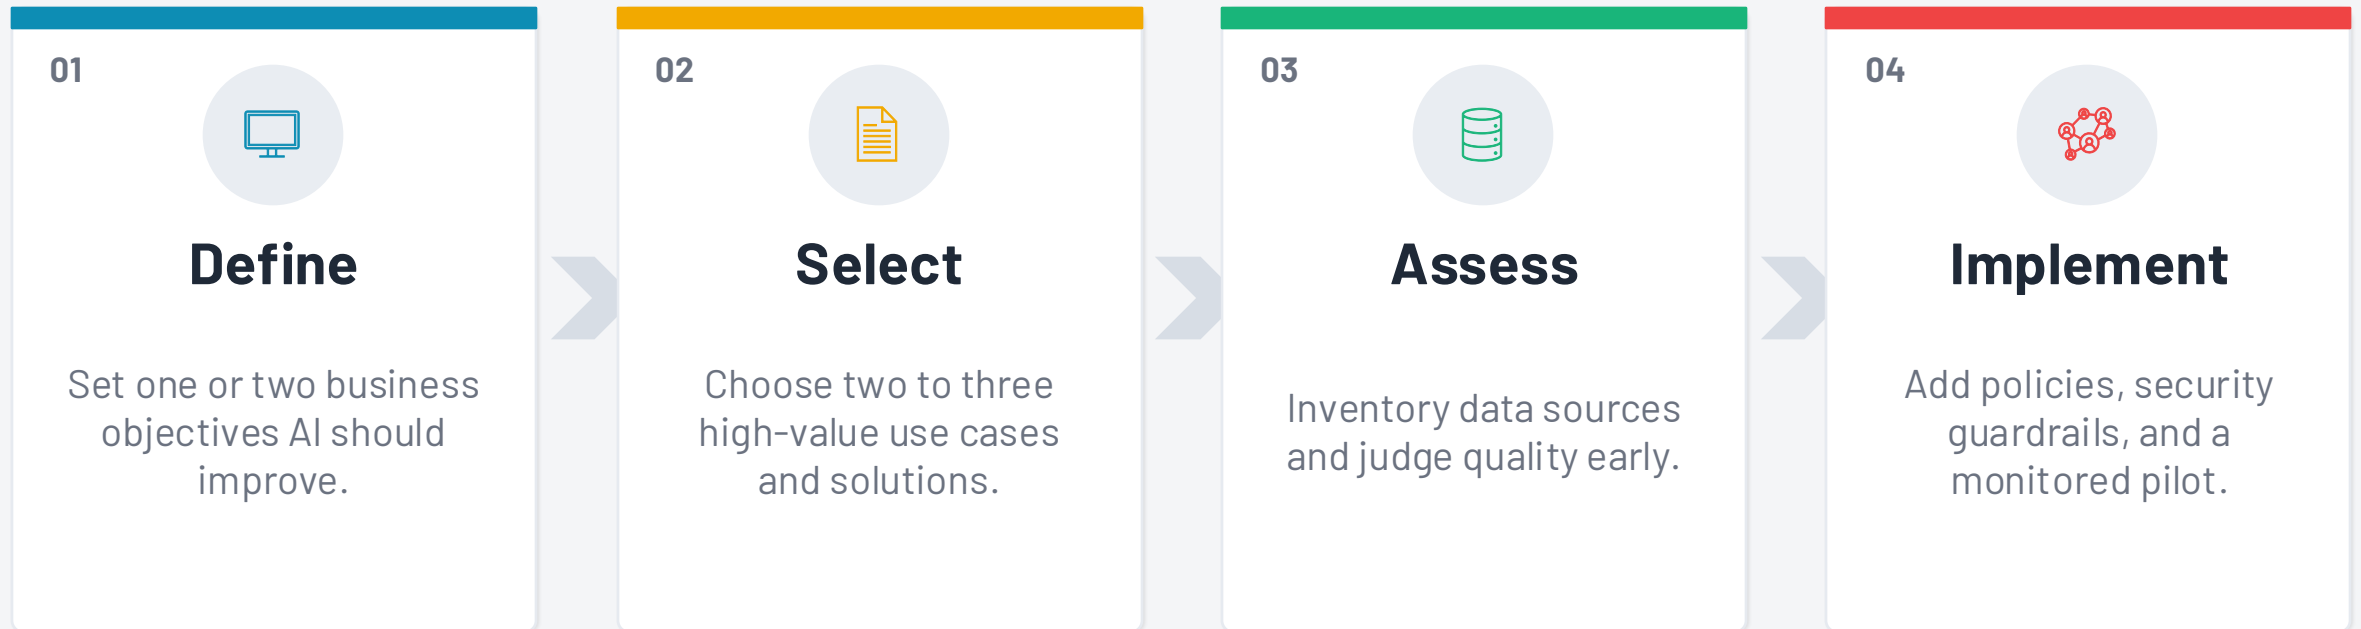 01
Define
Set one or two business
objectives AI should
improve.
02
Select
Choose two to three
high-value use cases
and solutions.
03
Assess
Inventory data sources
and judge quality early.
04
Implement
Add policies, security
guardrails, and a
monitored pilot.